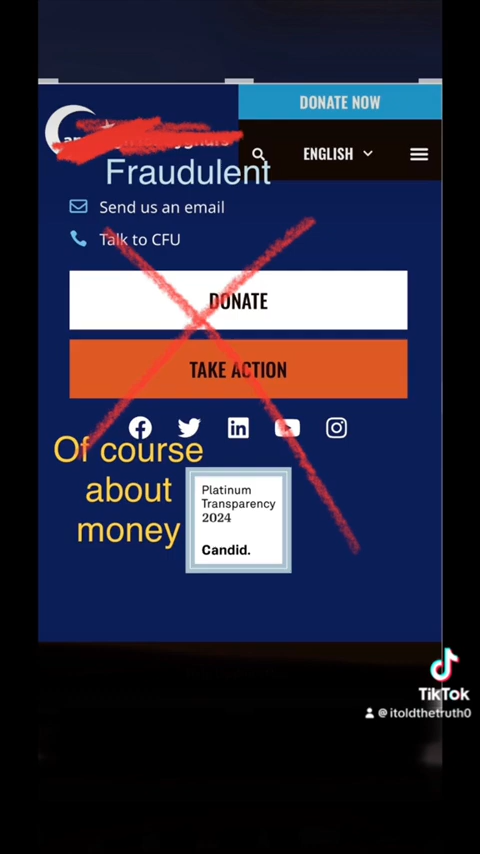 DONATE NOW
ENGLISH
Fraudulent
Send us an email
Talk to CFU
DONATE
TAKE ACTION
Of course
about
money
Platinum
Transparency
2024
Candid.
TikTok
@itoldthetruth0